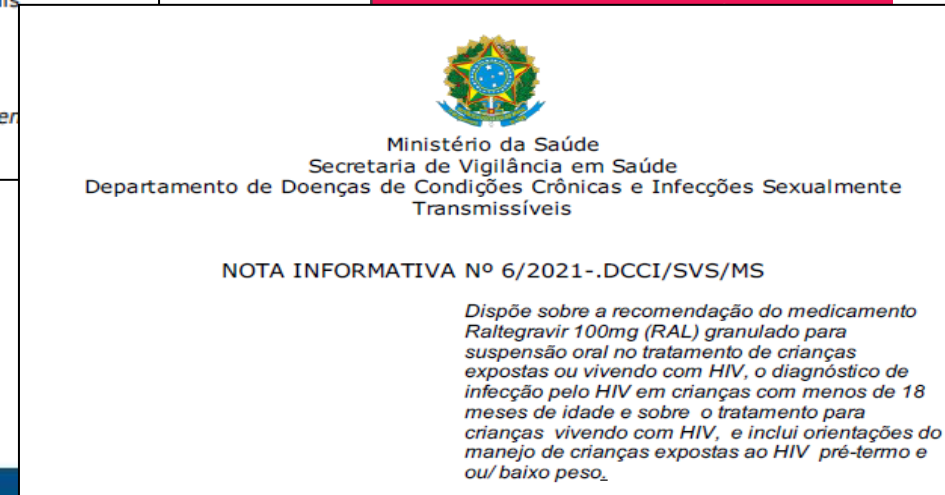 Ministério da Saúde
Secretaria de Vigilância em Saúde
Departamento de Doenças de Condições Crônicas e Infecções Sexualmente
Transmissíveis
NOTA INFORMATIVA Nº 6/2021-.DCCI/SVS/MS
Dispõe sobre a recomendação do medicamento
Raltegravir 100mg (RAL) granulado para
suspensão oral no tratamento de crianças
expostas ou vivendo com HIV, o diagnóstico de
infecção pelo HIV em crianças com menos de 18
meses de idade e sobre o tratamento para
crianças vivendo com HIV, e inclui orientações do
manejo de crianças expostas ao HIV pré-termo e
ou/ baixo peso.